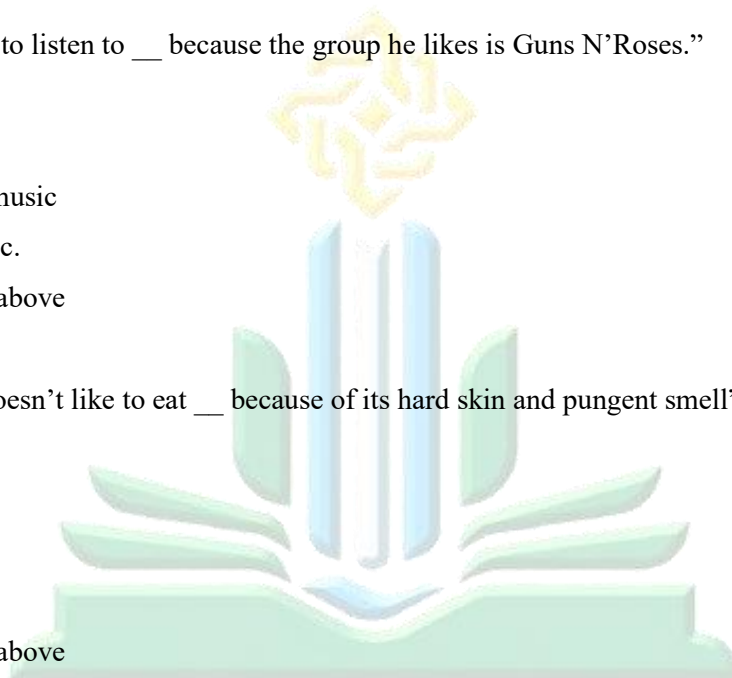 to listen to __ because the group he likes is Guns N’Roses.”
music
c.
above
oesn’t like to eat __ because of its hard skin and pungent smell”
above